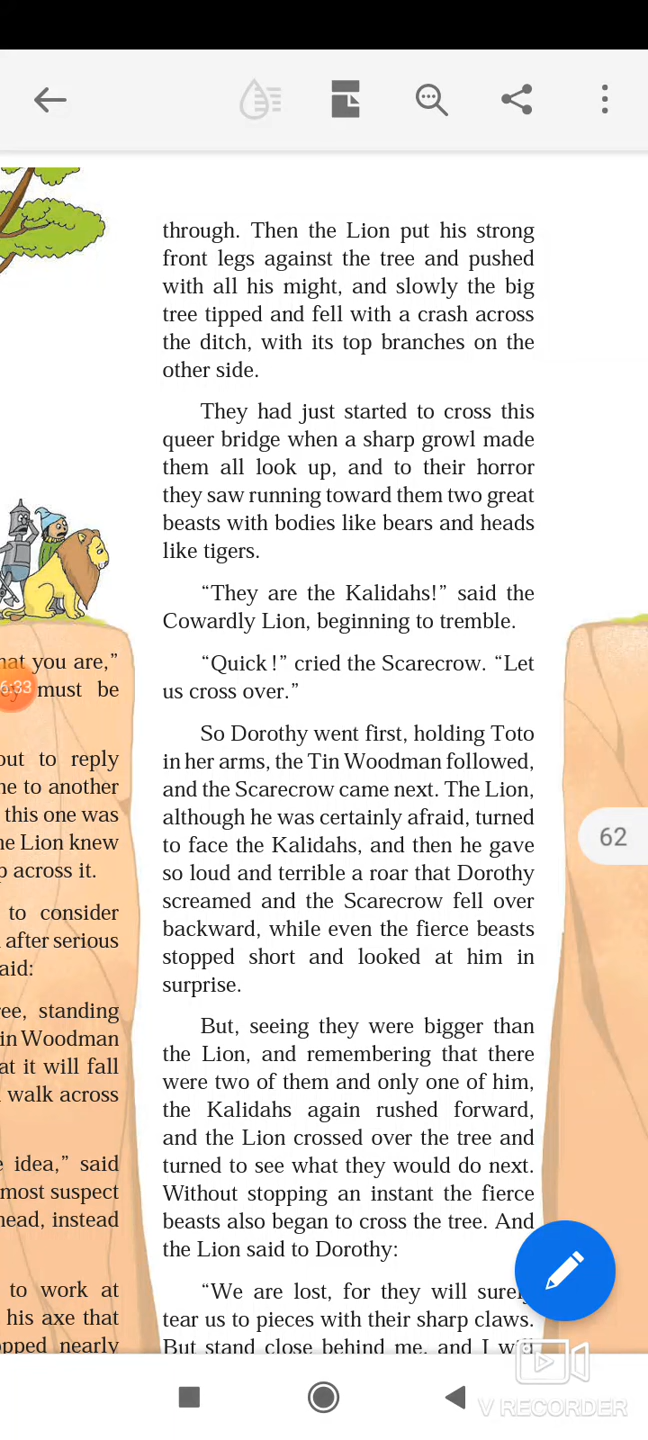 hat you are,”
must be
out to reply
ne to another
this one was
he Lion knew
p across it.
to consider
after serious
aid:
ree, standing
in Woodman
at it will fall
walk across
e idea,” said
most suspect
head, instead
to work at
his axe that
opped nearly
6:33
through. Then the Lion put his strong
front legs against the tree and pushed
with all his might, and slowly the big
tree tipped and fell with a crash across
the ditch, with its top branches on the
other side.
They had just started to cross this
queer bridge when a sharp growl made
them all look up, and to their horror
they saw running toward them two great
beasts with bodies like bears and heads
like tigers.
“They are the Kalidahs!” said the
Cowardly Lion, beginning to tremble.
“Quick !” cried the Scarecrow. “Let
us cross over.”
So Dorothy went first, holding Toto
in her arms, the Tin Woodman followed,
and the Scarecrow came next. The Lion,
although he was certainly afraid, turned
to face the Kalidahs, and then he gave
so loud and terrible a roar that Dorothy
screamed and the Scarecrow fell over
backward, while even the fierce beasts
stopped short and looked at him in
surprise.
But, seeing they were bigger than
the Lion, and remembering that there
were two of them and only one of him,
the Kalidahs again rushed forward,
and the Lion crossed over the tree and
turned to see what they would do next.
Without stopping an instant the fierce
beasts also began to cross the tree. And
the Lion said to Dorothy:
“We are lost, for they will surely
tear us to pieces with their sharp claws.
But stand close behind me, and I will
62
V RECORDER